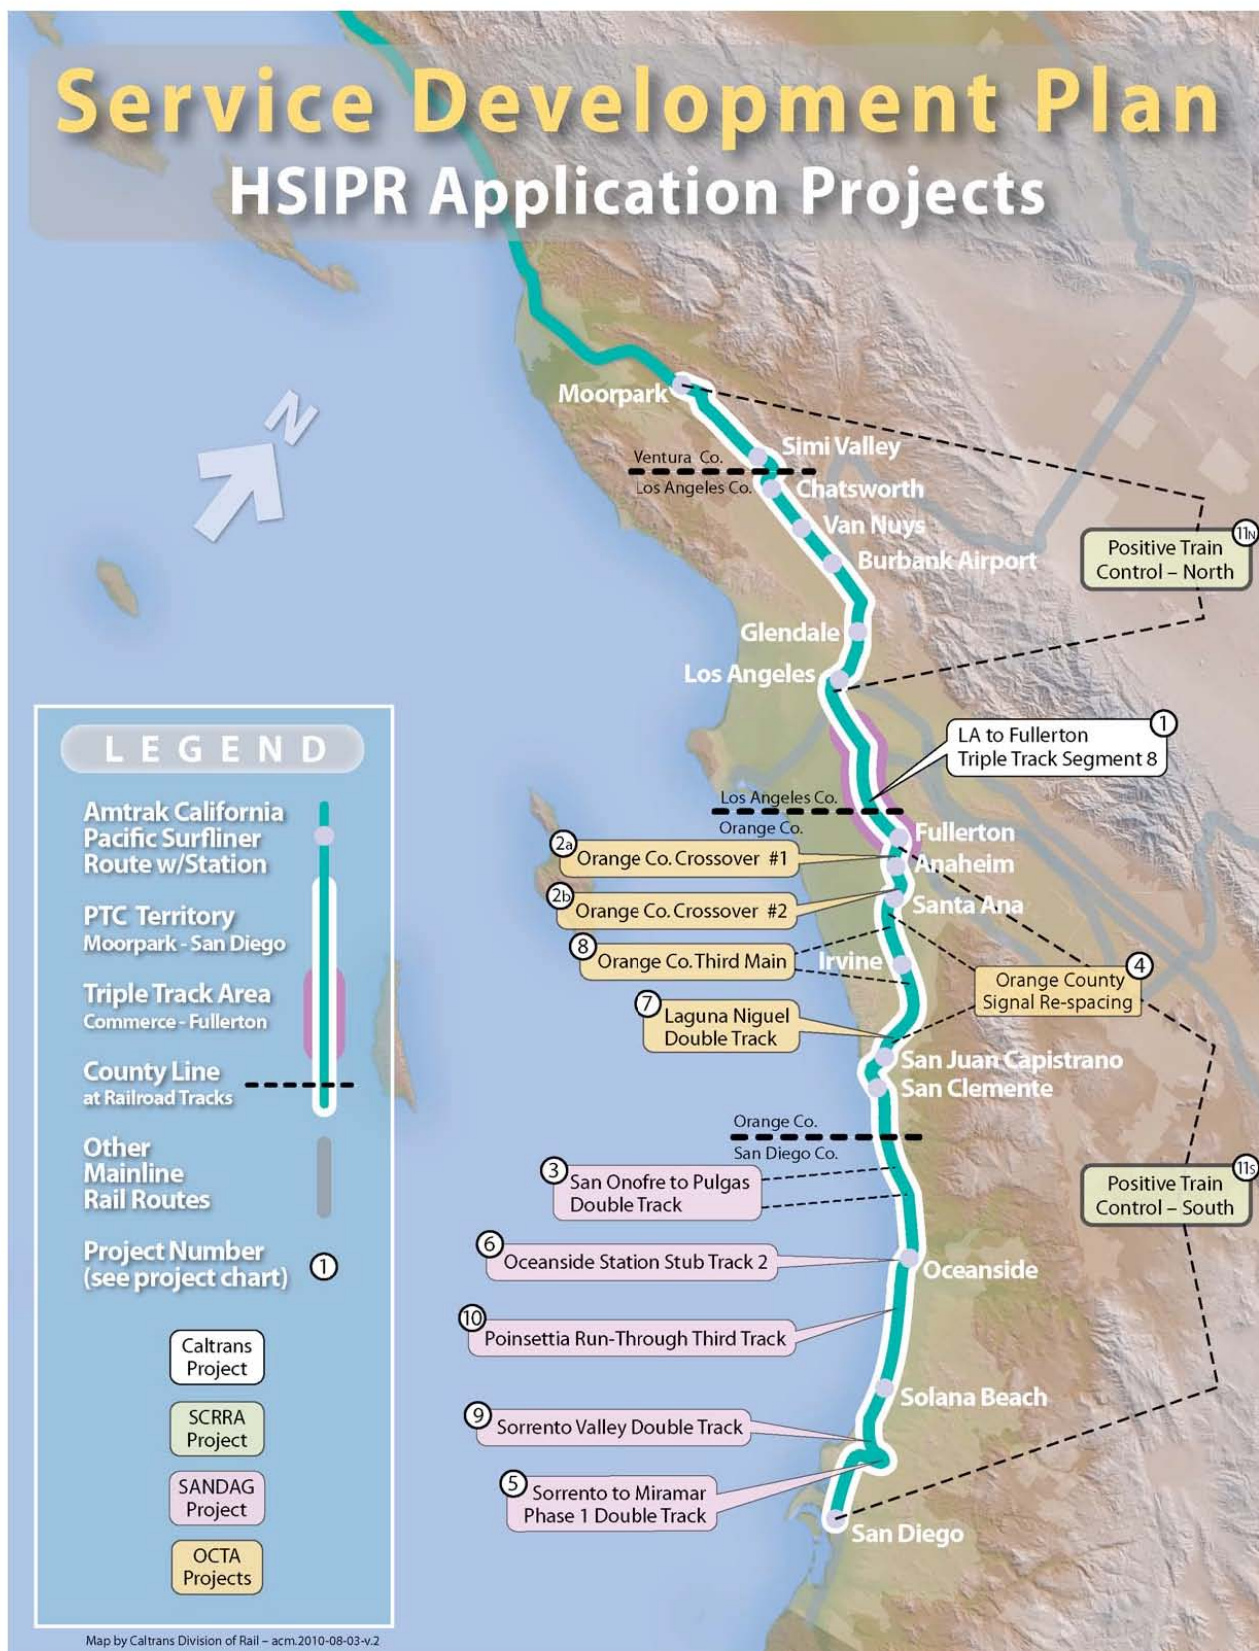 Service Development Plan
HSIPR Application Projects
N
Moorpark
Simi Valley
Ventura Co.
Los Angeles Co.
Chatsworth
Van Nuys
Burbank Airport
11N
Positive Train
Control – North
Glendale
Los Angeles
1
LA to Fullerton
Triple Track Segment 8
Los Angeles Co.
Orange Co.
Fullerton
2a
Orange Co. Crossover #1
Anaheim
2b
Orange Co. Crossover #2
Santa Ana
8
Orange Co. Third Main
Irvine
4
Orange County
Signal Re-spacing
7
Laguna Niguel
Double Track
San Juan Capistrano
San Clemente
Orange Co.
San Diego Co.
3
San Onofre to Pulgas
Double Track
11S
Positive Train
Control – South
6
Oceanside Station Stub Track 2
Oceanside
10
Poinsettia Run-Through Third Track
Solana Beach
9
Sorrento Valley Double Track
5
Sorrento to Miramar
Phase 1 Double Track
San Diego
LEGEND
Amtrak California
Pacific Surfliner
Route w/Station
PTC Territory
Moorpark - San Diego
Triple Track Area
Commerce - Fullerton
County Line
at Railroad Tracks
Other
Mainline
Rail Routes
Project Number
(see project chart)
1
Caltrans
Project
SCRRA
Project
SANDAG
Project
OCTA
Projects
Map by Caltrans Division of Rail – acm.2010-08-03-v.2